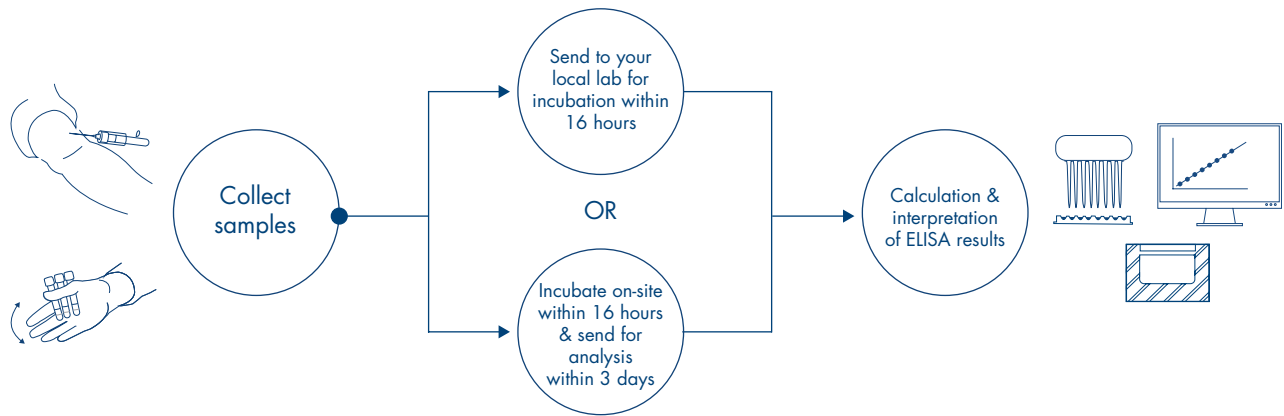 Collect
samples
Send to your
local lab for
incubation within
16 hours
OR
Incubate on-site
within 16 hours
& send for
analysis
within 3 days
Calculation &
interpretation
of ELISA results